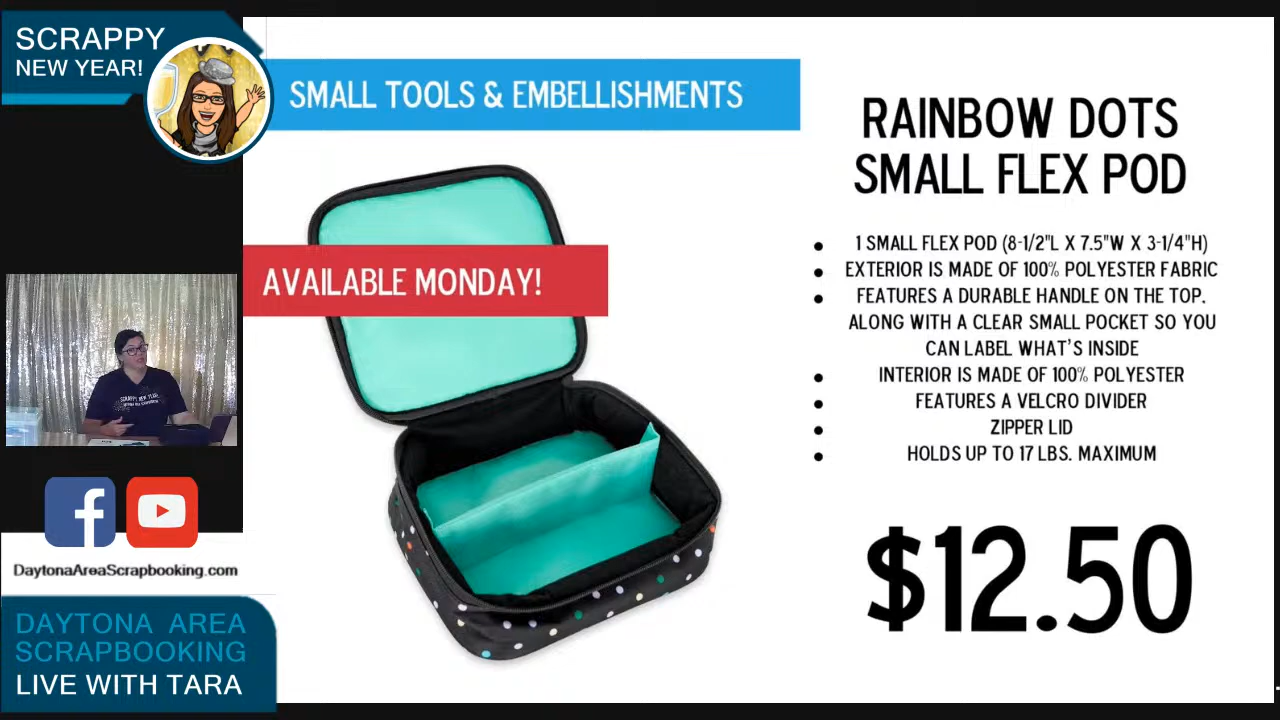 SCRAPPY
NEW YEAR!
SMALL TOOLS & EMBELLISHMENTS
AVAILABLE MONDAY!
RAINBOW DOTS
SMALL FLEX POD
● 1 SMALL FLEX POD (8-1/2"L X 7.5"W X 3-1/4"H)
● EXTERIOR IS MADE OF 100% POLYESTER FABRIC
● FEATURES A DURABLE HANDLE ON THE TOP,
ALONG WITH A CLEAR SMALL POCKET SO YOU
CAN LABEL WHAT'S INSIDE
● INTERIOR IS MADE OF 100% POLYESTER
● FEATURES A VELCRO DIVIDER
● ZIPPER LID
● HOLDS UP TO 17 LBS. MAXIMUM
$12.50
SCRAPPY NEW YEAR!
f
DaytonaAreaScrapbooking.com
DAYTONA AREA
SCRAPBOOKING
LIVE WITH TARA